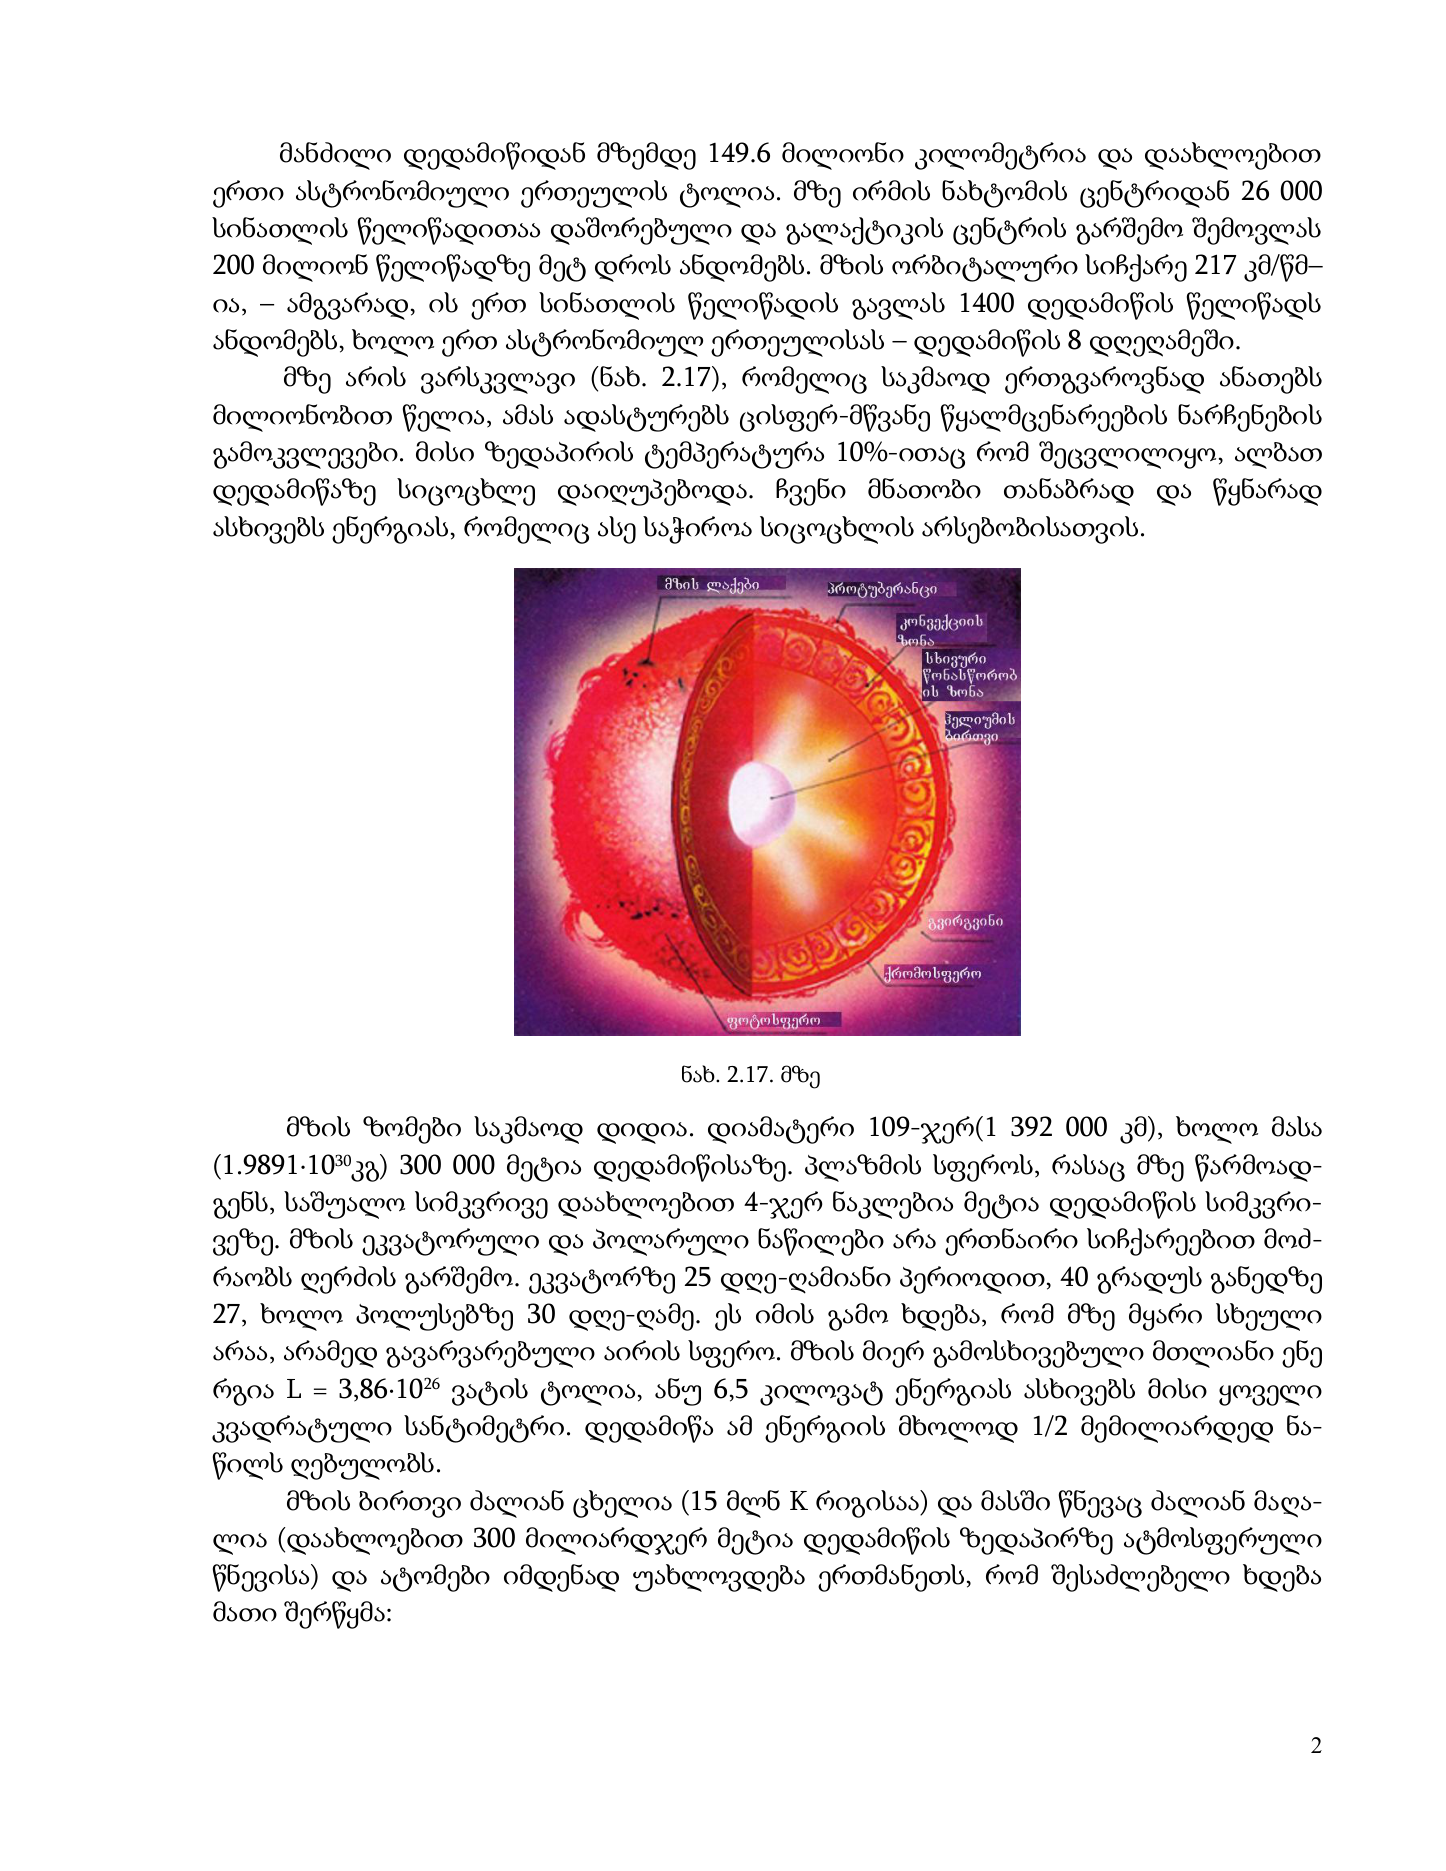 მანძილი დედამიწიდან მზემდე 149.6 მილიონი კილომეტრია და დაახლოებით
ერთი ასტრონომიული ერთეულის ტოლია. მზე ირმის ნახტომის ცენტრიდან 26 000
სინათლის წელიწადითაა დაშორებული და გალაქტიკის ცენტრის გარშემო შემოვლას
200 მილიონ წელიწადზე მეტ დროს ანდომებს. მზის ორბიტალური სიჩქარე 217 კმ/წმ–
ია, – ამგვარად, ის ერთ სინათლის წელიწადის გავლას 1400 დედამიწის წელიწადს
ანდომებს, ხოლო ერთ ასტრონომიულ ერთეულისას – დედამიწის 8 დღეღამეში.
მზე არის ვარსკვლავი (ნახ. 2.17), რომელიც საკმაოდ ერთგვაროვნად ანათებს
მილიონობით წელია, ამას ადასტურებს ცისფერ-მწვანე წყალმცენარეების ნარჩენების
გამოკვლევები. მისი ზედაპირის ტემპერატურა 10%-ითაც რომ შეცვლილიყო, ალბათ
დედამიწაზე სიცოცხლე დაიღუპებოდა. ჩვენი მნათობი თანაბრად და წყნარად
ასხივებს ენერგიას, რომელიც ასე საჭიროა სიცოცხლის არსებობისათვის.
მზის ლაქები
პროტუბერანცი
კონვექციის
ზონა
სხივური
წონასწორობ
ის ზონა
ჰელიუმის
ბირთვი
გვირგვინი
ქრომოსფერო
ფოტოსფერო
ნახ. 2.17. მზე
მზის ზომები საკმაოდ დიდია. დიამატერი 109-ჯერ(1 392 000 კმ), ხოლო მასა
(1.9891·10³⁰კგ) 300 000 მეტია დედამიწისაზე. პლაზმის სფეროს, რასაც მზე წარმოად-
გენს, საშუალო სიმკვრივე დაახლოებით 4-ჯერ ნაკლებია მეტია დედამიწის სიმკვრი-
ვეზე. მზის ეკვატორული და პოლარული ნაწილები არა ერთნაირი სიჩქარეებით მოძ-
რაობს ღერძის გარშემო. ეკვატორზე 25 დღე-ღამიანი პერიოდით, 40 გრადუს განედზე
27, ხოლო პოლუსებზე 30 დღე-ღამე. ეს იმის გამო ხდება, რომ მზე მყარი სხეული
არაა, არამედ გავარვარებული აირის სფერო. მზის მიერ გამოსხივებული მთლიანი ენე
რგია L = 3,86·10²⁶ ვატის ტოლია, ანუ 6,5 კილოვატ ენერგიას ასხივებს მისი ყოველი
კვადრატული სანტიმეტრი. დედამიწა ამ ენერგიის მხოლოდ 1/2 მემილიარდედ ნა-
წილს ღებულობს.
მზის ბირთვი ძალიან ცხელია (15 მლნ K რიგისაა) და მასში წნევაც ძალიან მაღა-
ლია (დაახლოებით 300 მილიარდჯერ მეტია დედამიწის ზედაპირზე ატმოსფერული
წნევისა) და ატომები იმდენად უახლოვდება ერთმანეთს, რომ შესაძლებელი ხდება
მათი შერწყმა:
2